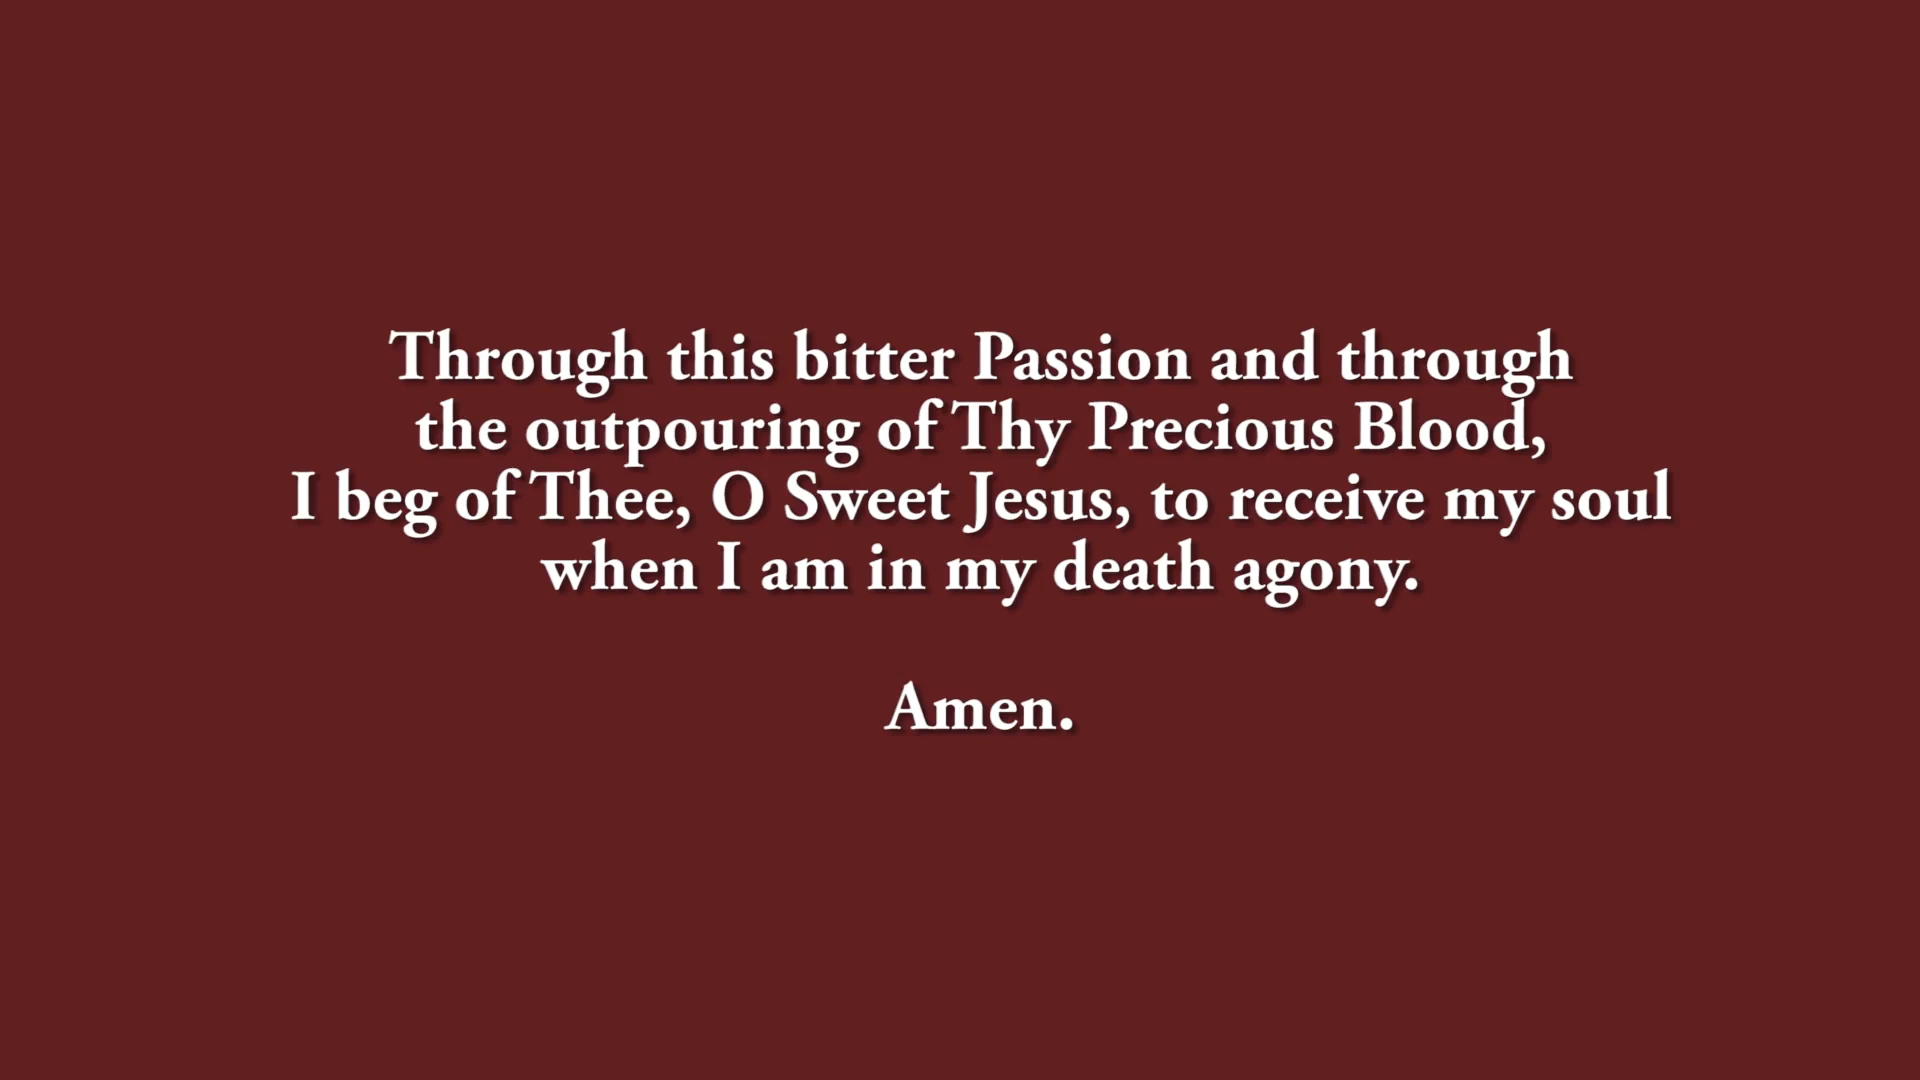 Through this bitter Passion and through
the outpouring of Thy Precious Blood,
I beg of Thee, O Sweet Jesus, to receive my soul
when I am in my death agony.
Amen.